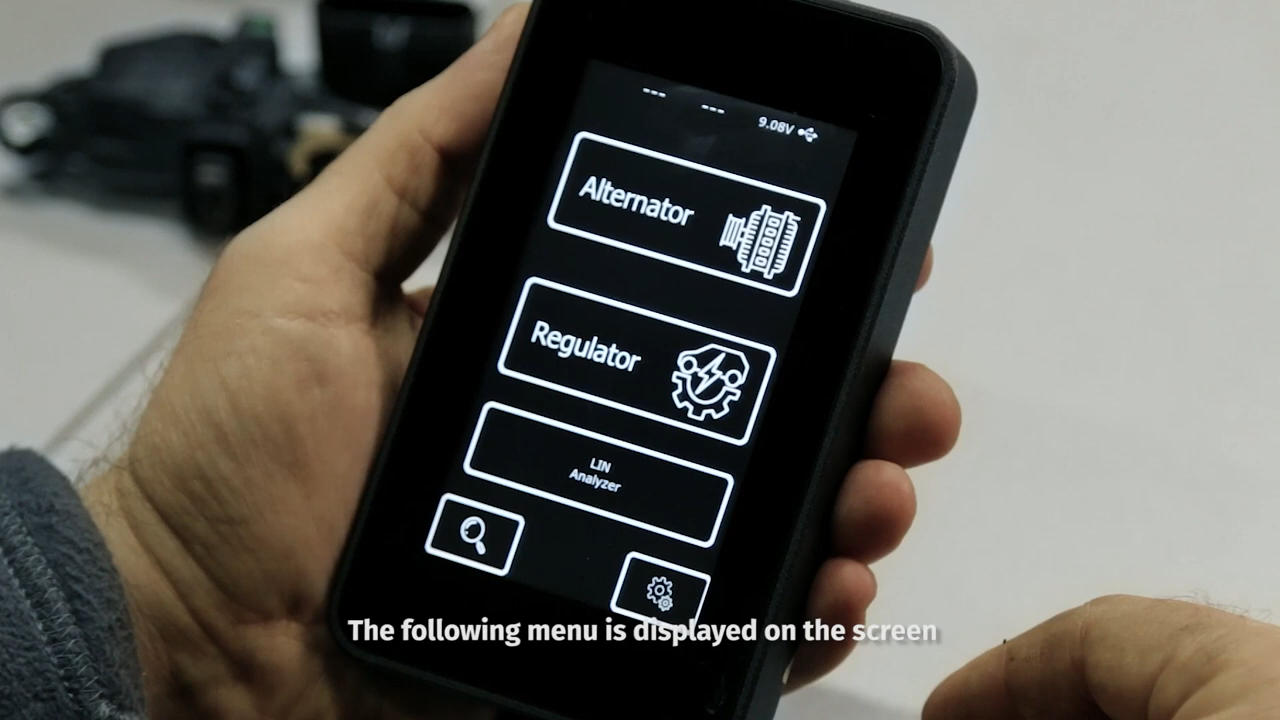 --- --- 9.08V
Alternator
Regulator
LIN
Analyzer
The following menu is displayed on the screen